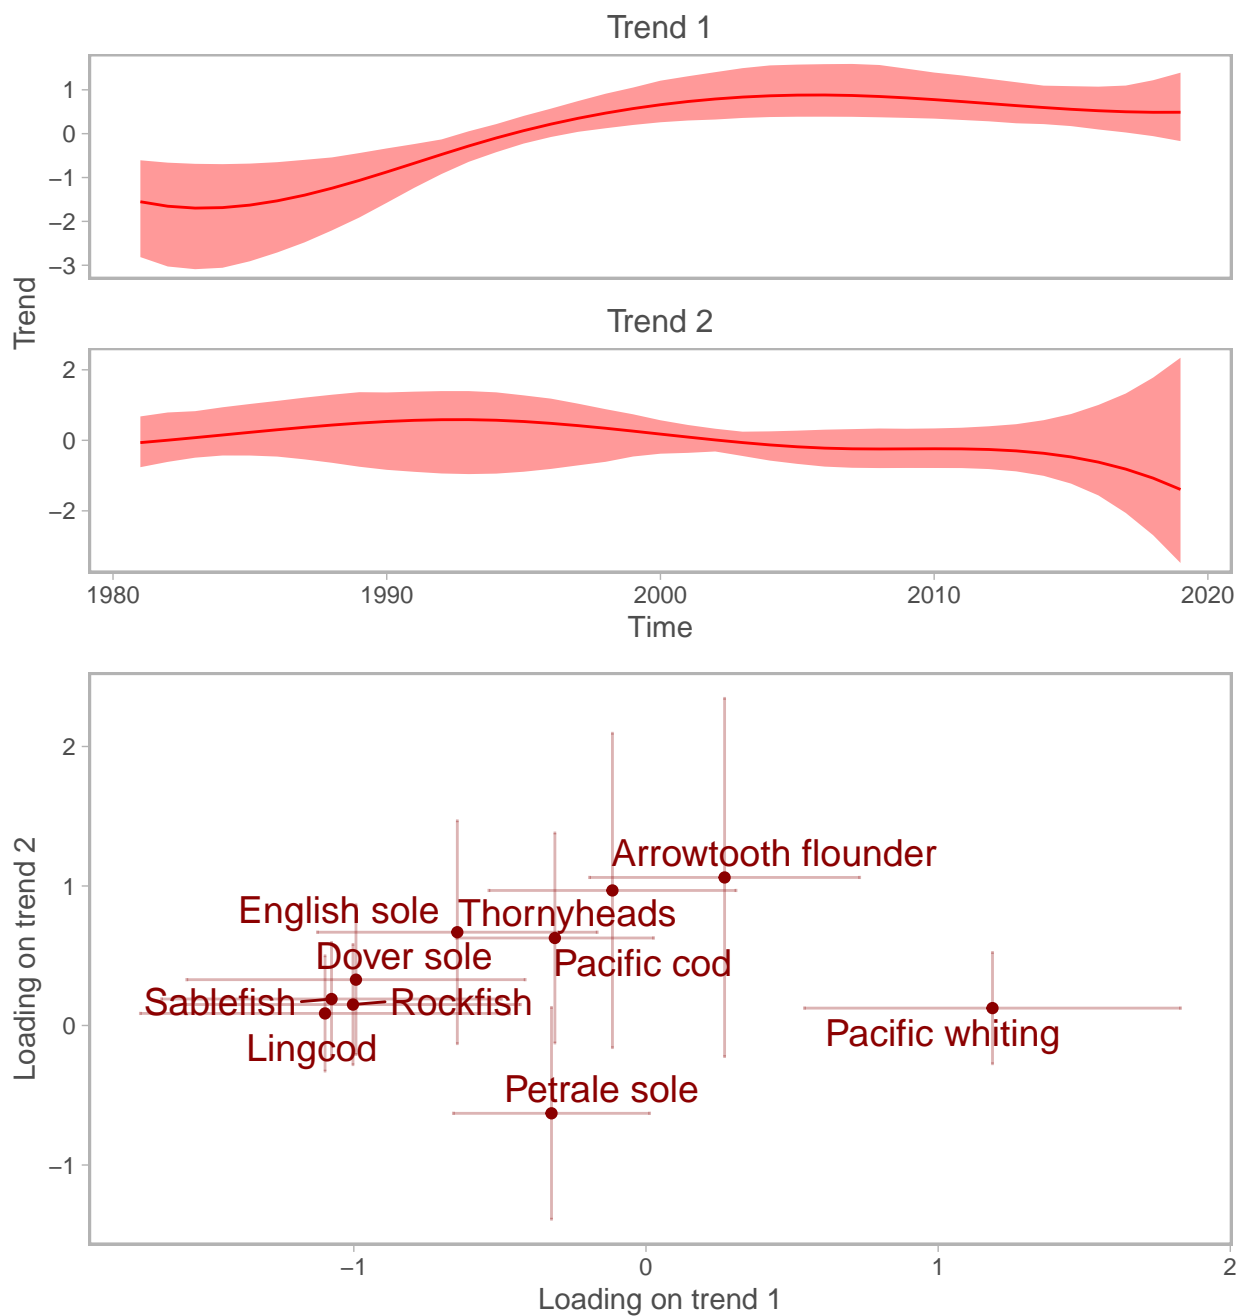 Trend 1
1
0
−1
−2
−3
Trend
Trend 2
2
0
−2
1980 1990 2000 2010 2020
Time
2
1
0
−1
Loading on trend 2
Arrowtooth flounder
English sole Thornyheads
Dover sole Pacific cod
Sablefish Rockfish
Lingcod Pacific whiting
Petrale sole
−1 0 1 2
Loading on trend 1